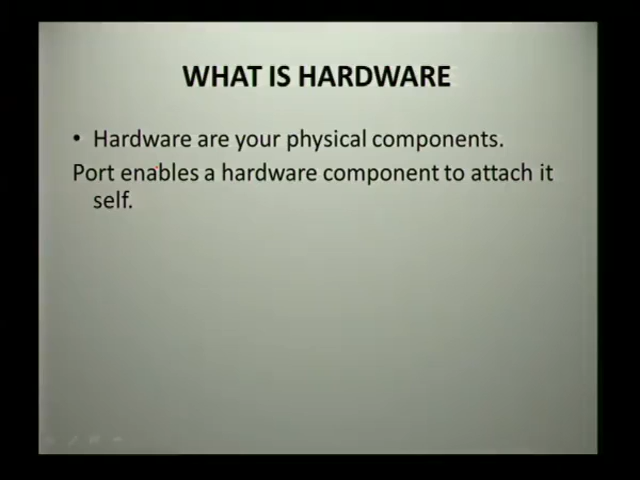 WHAT IS HARDWARE
• Hardware are your physical components.
Port enables a hardware component to attach it
self.